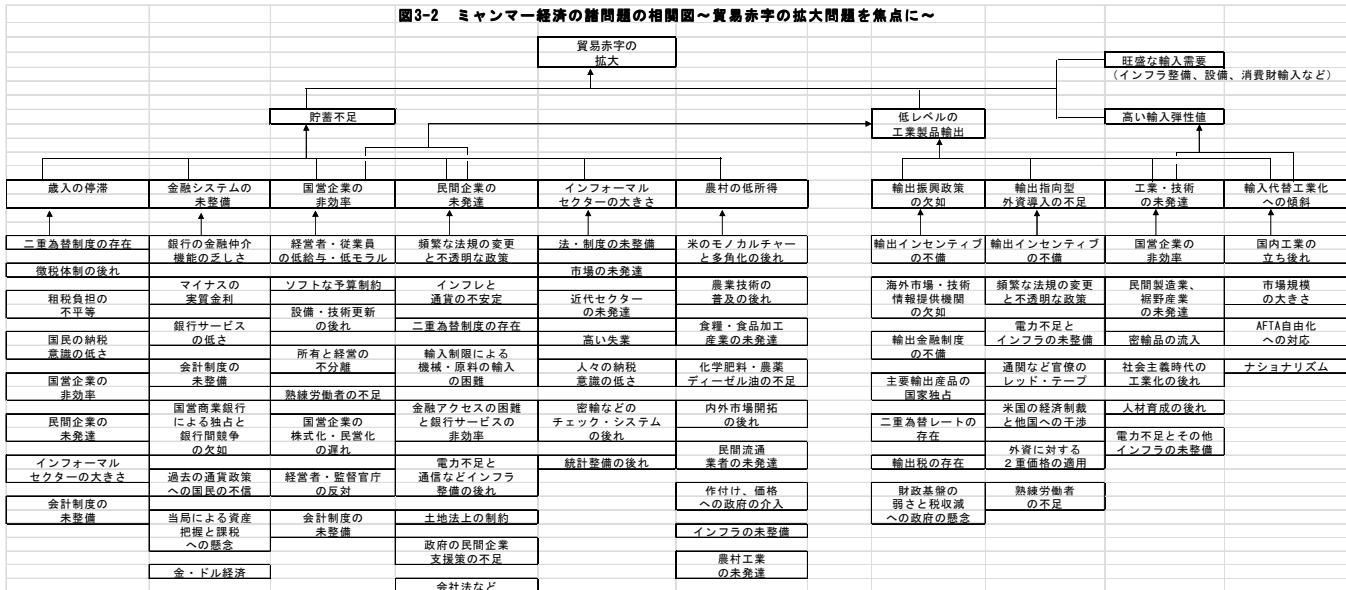 図3-2 ミャンマー経済の諸問題の相関図～貿易赤字の拡大問題を焦点に～
貿易赤字の
拡大
旺盛な輸入需要
（インフラ整備、設備、消費財輸入など）
貯蓄不足
低レベルの
工業製品輸出
高い輸入弾性値
歳入の停滞
金融システムの
未整備
国営企業の
非効率
民間企業の
未発達
インフォーマル
セクターの大きさ
農村の低所得
輸出振興政策
の欠如
輸出指向型
外資導入の不足
工業・技術
の未発達
輸入代替工業化
への傾斜
二重為替制度の存在
徴税体制の後れ
租税負担の
不平等
国民の納税
意識の低さ
国営企業の
非効率
民間企業の
未発達
インフォーマル
セクターの大きさ
会計制度の
未整備
銀行の金融仲介
機能の乏しさ
マイナスの
実質金利
銀行サービス
の低さ
会計制度の
未整備
国営商業銀行
による独占と
銀行間競争
の欠如
過去の通貨政策
への国民の不信
当局による資産
把握と課税
への懸念
金・ドル経済
経営者・従業員
の低給与・低モラル
ソフトな予算制約
設備・技術更新
の後れ
所有と経営の
不分離
熟練労働者の不足
国営企業の
株式化・民営化
の遅れ
経営者・監督官庁
の反対
会計制度の
未整備
頻繁な法規の変更
と不透明な政策
インフレと
通貨の不安定
二重為替制度の存在
輸入制限による
機械・原料の輸入
の困難
金融アクセスの困難
と銀行サービスの
非効率
電力不足と
通信などインフラ
整備の後れ
土地法上の制約
政府の民間企業
支援策の不足
会社法など
法・制度の未整備
市場の未発達
近代セクター
の未発達
高い失業
人々の納税
意識の低さ
密輸などの
チェック・システム
の後れ
統計整備の後れ
米のモノカルチャー
と多角化の後れ
農業技術の
普及の後れ
食糧・食品加工
産業の未発達
化学肥料・農薬
ディーゼル油の不足
内外市場開拓
の後れ
民間流通
業者の未発達
作付け、価格
への政府の介入
インフラの未整備
農村工業
の未発達
輸出インセンティブ
の不備
海外市場・技術
情報提供機関
の欠如
輸出金融制度
の不備
主要輸出産品の
国家独占
二重為替レートの
存在
輸出税の存在
財政基盤の
弱さと税収減
への政府の懸念
輸出インセンティブ
の不備
頻繁な法規の変更
と不透明な政策
電力不足と
インフラの未整備
通関など官僚の
レッド・テープ
米国の経済制裁
と他国への干渉
外資に対する
２重価格の適用
熟練労働者
の不足
国営企業の
非効率
民間製造業、
裾野産業
の未発達
密輸品の流入
社会主義時代の
工業化の後れ
人材育成の後れ
電力不足とその他
インフラの未整備
国内工業の
立ち後れ
市場規模
の大きさ
AFTA自由化
への対応
ナショナリズム